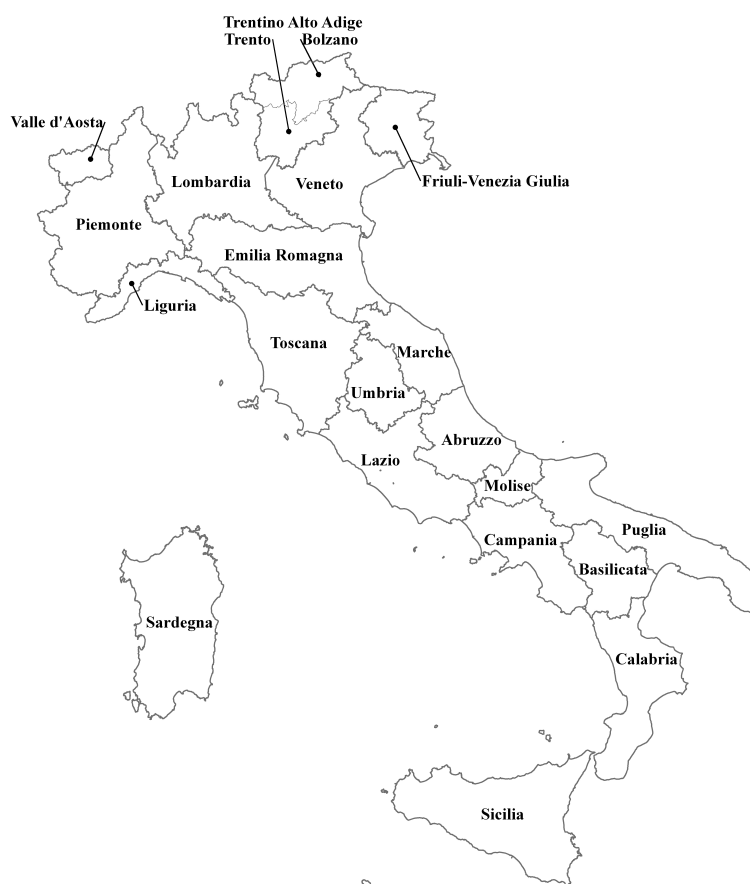 Trentino Alto Adige
Trento Bolzano
Valle d'Aosta
Lombardia
Veneto
Friuli-Venezia Giulia
Piemonte
Emilia Romagna
Liguria
Toscana
Marche
Umbria
Abruzzo
Lazio
Molise
Puglia
Campania
Basilicata
Sardegna
Calabria
Sicilia